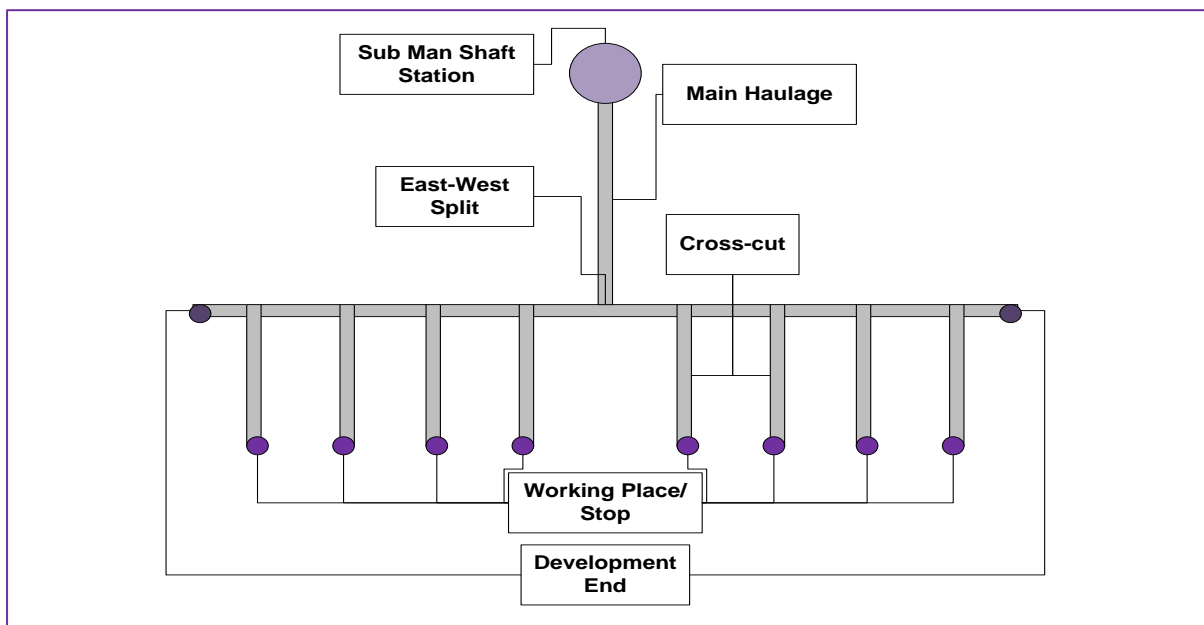 Sub Man Shaft
Station
Main Haulage
East-West
Split
Cross-cut
Working Place/
Stop
Development
End